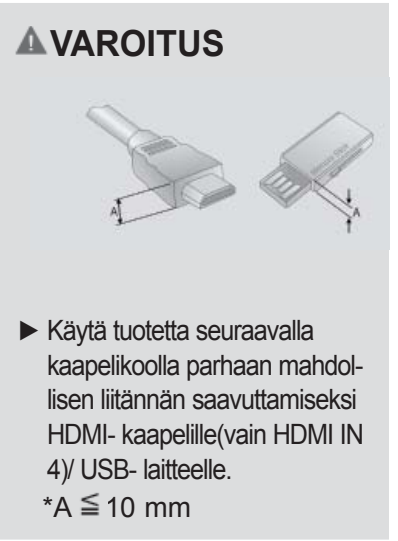 VAROITUS
A
A
► Käytä tuotetta seuraavalla
kaapelikoolla parhaan mahdol-
lisen liitännän saavuttamiseksi
HDMI- kaapelille(vain HDMI IN
4)/ USB- laitteelle.
*A ≦ 10 mm